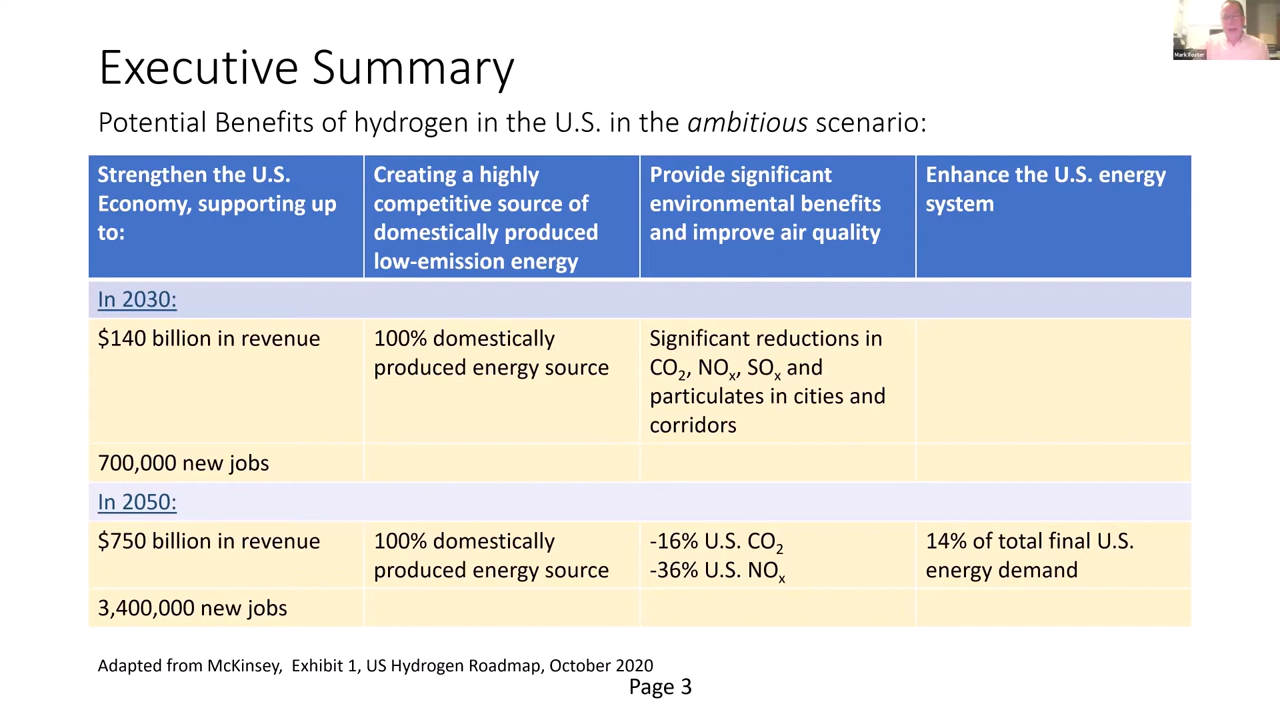 Mark Foster
Executive Summary
Potential Benefits of hydrogen in the U.S. in the ambitious scenario:
Strengthen the U.S.
Economy, supporting up
to:
Creating a highly
competitive source of
domestically produced
low-emission energy
Provide significant
environmental benefits
and improve air quality
Enhance the U.S. energy
system
In 2030:
$140 billion in revenue
100% domestically
produced energy source
Significant reductions in
CO₂, NOₓ, SOₓ and
particulates in cities and
corridors
700,000 new jobs
In 2050:
$750 billion in revenue
100% domestically
produced energy source
-16% U.S. CO₂
-36% U.S. NOₓ
14% of total final U.S.
energy demand
3,400,000 new jobs
Adapted from McKinsey, Exhibit 1, US Hydrogen Roadmap, October 2020
Page 3